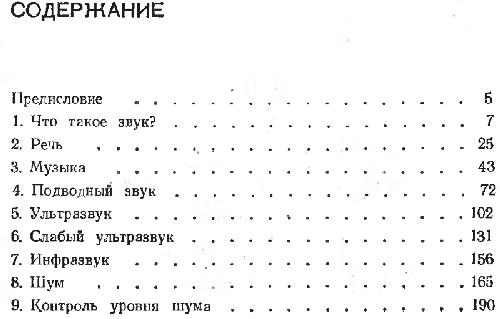 СОДЕРЖАНИЕ
Предисловие . . . . . . . . . . . . . . . . 5
1. Что такое звук? . . . . . . . . . . . . . . 7
2. Речь . . . . . . . . . . . . . . . . . . 25
3. Музыка . . . . . . . . . . . . . . . . . 43
4. Подводный звук . . . . . . . . . . . . . . . 72
5. Ультразвук . . . . . . . . . . . . . . . . 102
6. Слабый ультразвук . . . . . . . . . . . . . 131
7. Инфразвук . . . . . . . . . . . . . . . . 156
8. Шум . . . . . . . . . . . . . . . . . . 165
9. Контроль уровня шума . . . . . . . . . . . . 190